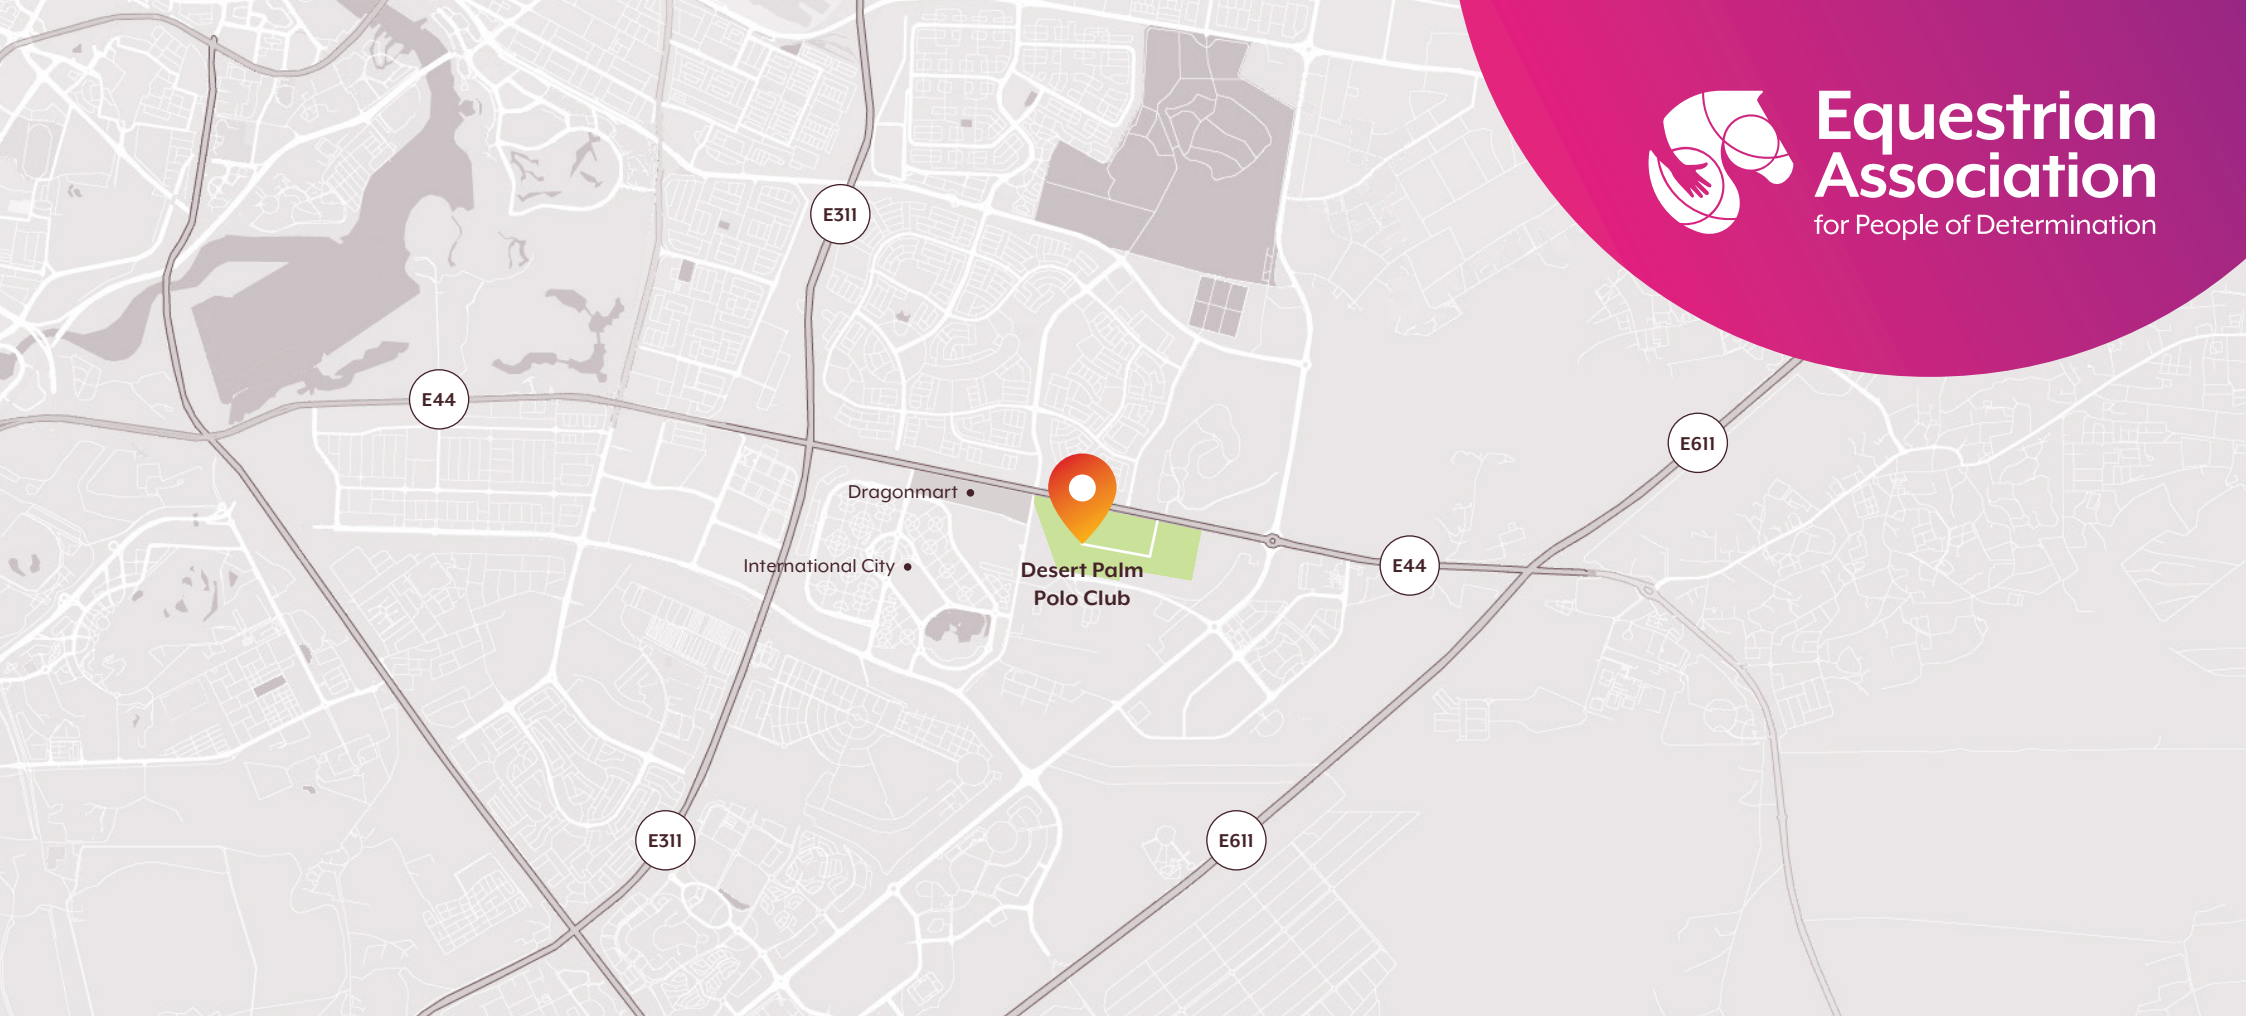 Equestrian
Association
for People of Determination
E311
E44
E611
Dragonmart
International City
Desert Palm
Polo Club
E44
E311
E611